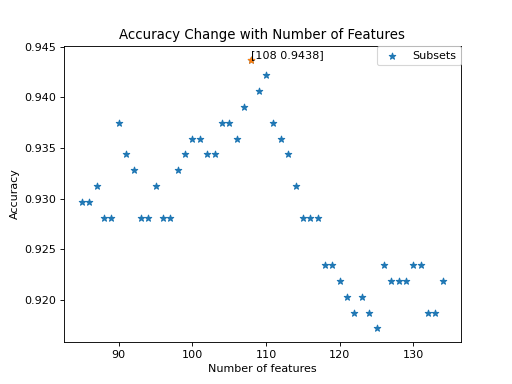 Accuracy Change with Number of Features
[108 0.9438]
Subsets
0.945
0.940
0.935
0.930
0.925
0.920
Accuracy
90 100 110 120 130
Number of features